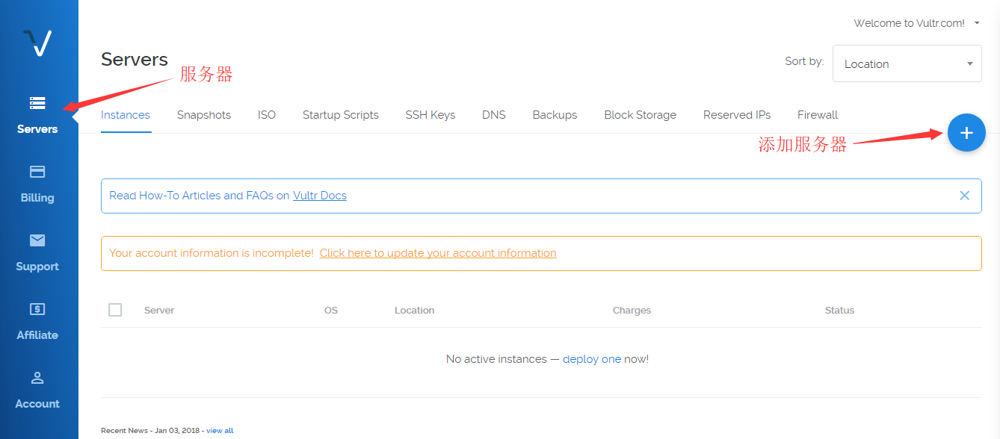 Welcome to Vultr.com!
Servers
Sort by:
Location
服务器
Servers
Instances
Snapshots
ISO
Startup Scripts
SSH Keys
DNS
Backups
Block Storage
Reserved IPs
Firewall
添加服务器
Billing
Read How-To Articles and FAQs on Vultr Docs
Support
Your account information is incomplete! Click here to update your account information
Affiliate
Server
OS
Location
Charges
Status
No active instances — deploy one now!
Account
Recent News - Jan 03, 2018 - view all